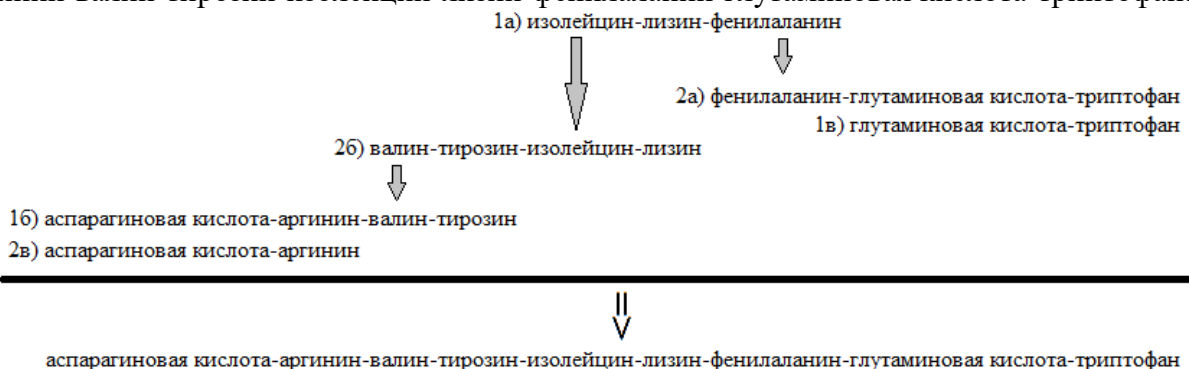 1а) изолейцин-лизин-фенилаланин
2а) фенилаланин-глутаминовая кислота-триптофан
1в) глутаминовая кислота-триптофан
2б) валин-тирозин-изолейцин-лизин
1б) аспарагиновая кислота-аргинин-валин-тирозин
2в) аспарагиновая кислота-аргинин
аспарагиновая кислота-аргинин-валин-тирозин-изолейцин-лизин-фенилаланин-глутаминовая кислота-триптофан